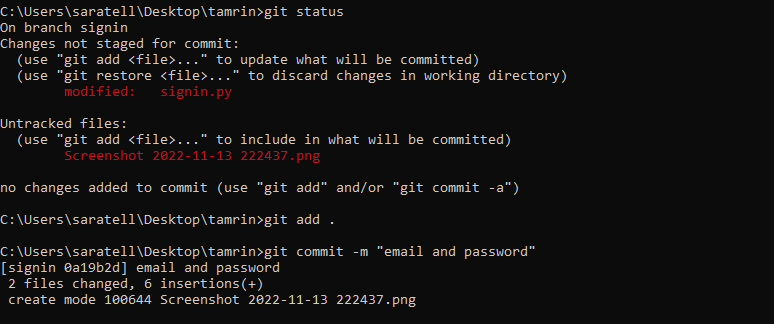 C:\Users\saratell\Desktop\tamrin>git status
On branch signin
Changes not staged for commit:
  (use "git add <file>..." to update what will be committed)
  (use "git restore <file>..." to discard changes in working directory)
        modified:   signin.py

Untracked files:
  (use "git add <file>..." to include in what will be committed)
        Screenshot 2022-11-13 222437.png

no changes added to commit (use "git add" and/or "git commit -a")

C:\Users\saratell\Desktop\tamrin>git add .

C:\Users\saratell\Desktop\tamrin>git commit -m "email and password"
[signin 0a19b2d] email and password
 2 files changed, 6 insertions(+)
 create mode 100644 Screenshot 2022-11-13 222437.png